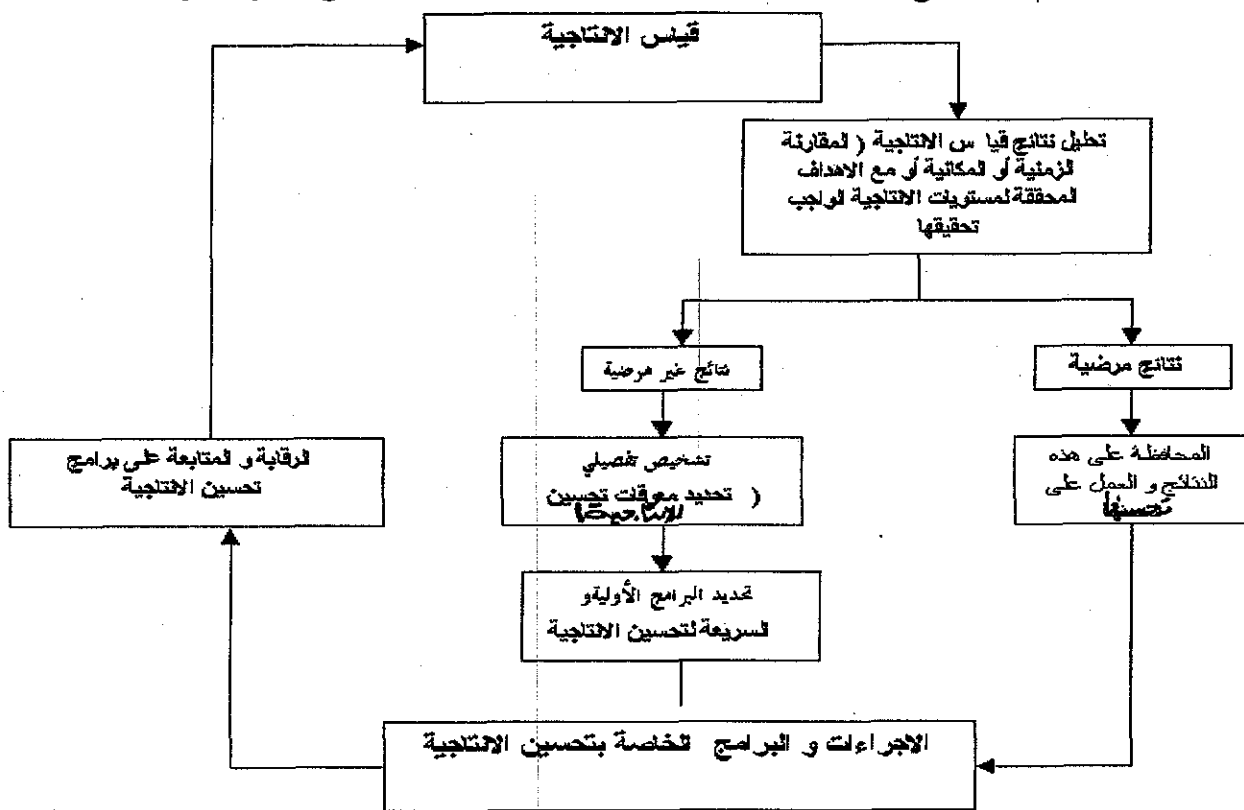 قياس الانتاجية
تحليل نتائج قيا س الانتاجية ( المقارنة
الزمنية أو المكانية أو مع الاهداف
المحققة لمستويات الانتاجية الواجب
تحقيقها
نتائج مرضية
نتائج غير مرضية
المحافظة على هذه
النتائج و العمل على
تحسينها
تشخيص تفصيلي
( تحديد معوقات تحسين
الانتاجية)
الرقابة و المتابعة على برامج
تحسين الانتاجية
تحديد البرامج الأولية و
السريعة لتحسين الانتاجية
الاجراءات و البرامج الخاصة بتحسين الانتاجية